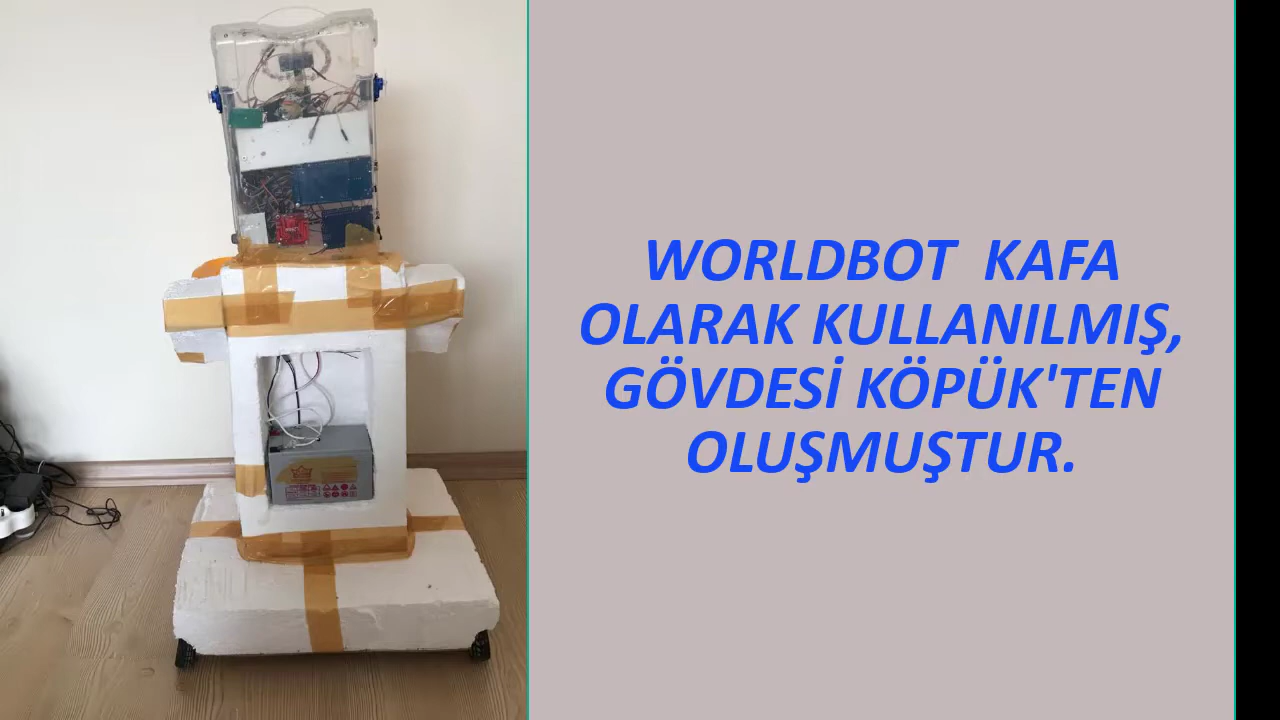 WORLDBOT  KAFA
OLARAK KULLANILMIŞ,
GÖVDESİ KÖPÜK'TEN
OLUŞMUŞTUR.